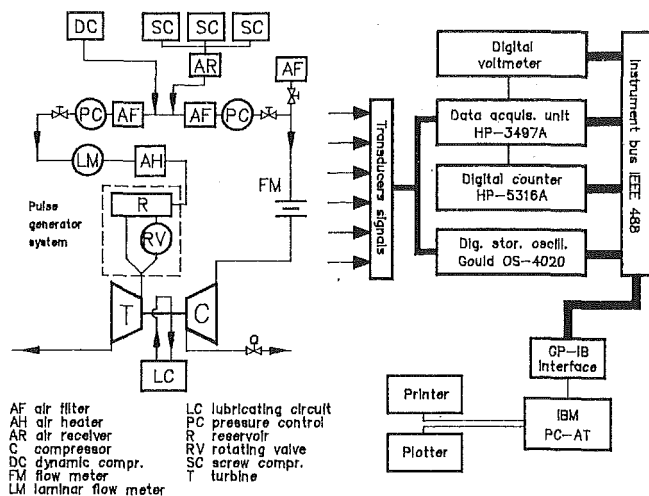 DC
SC SC SC
AR
AF
PC AF AF PC
LM AH
FM
Pulse
generator
system
R
RV
T C
LC
AF air filter
AH air heater
AR air receiver
C compressor
DC dynamic compr.
FM flow meter
LM laminar flow meter
LC lubricating circuit
PC pressure control
R reservoir
RV rotating valve
SC screw compr.
T turbine
Transducers signals
Digital
voltmeter
Data acquis. unit
HP-3497A
Digital counter
HP-5316A
Dig. stor. oscill.
Gould OS-4020
Instrument bus IEEE 488
GP-IB
Interface
Printer
Plotter
IBM
PC-AT